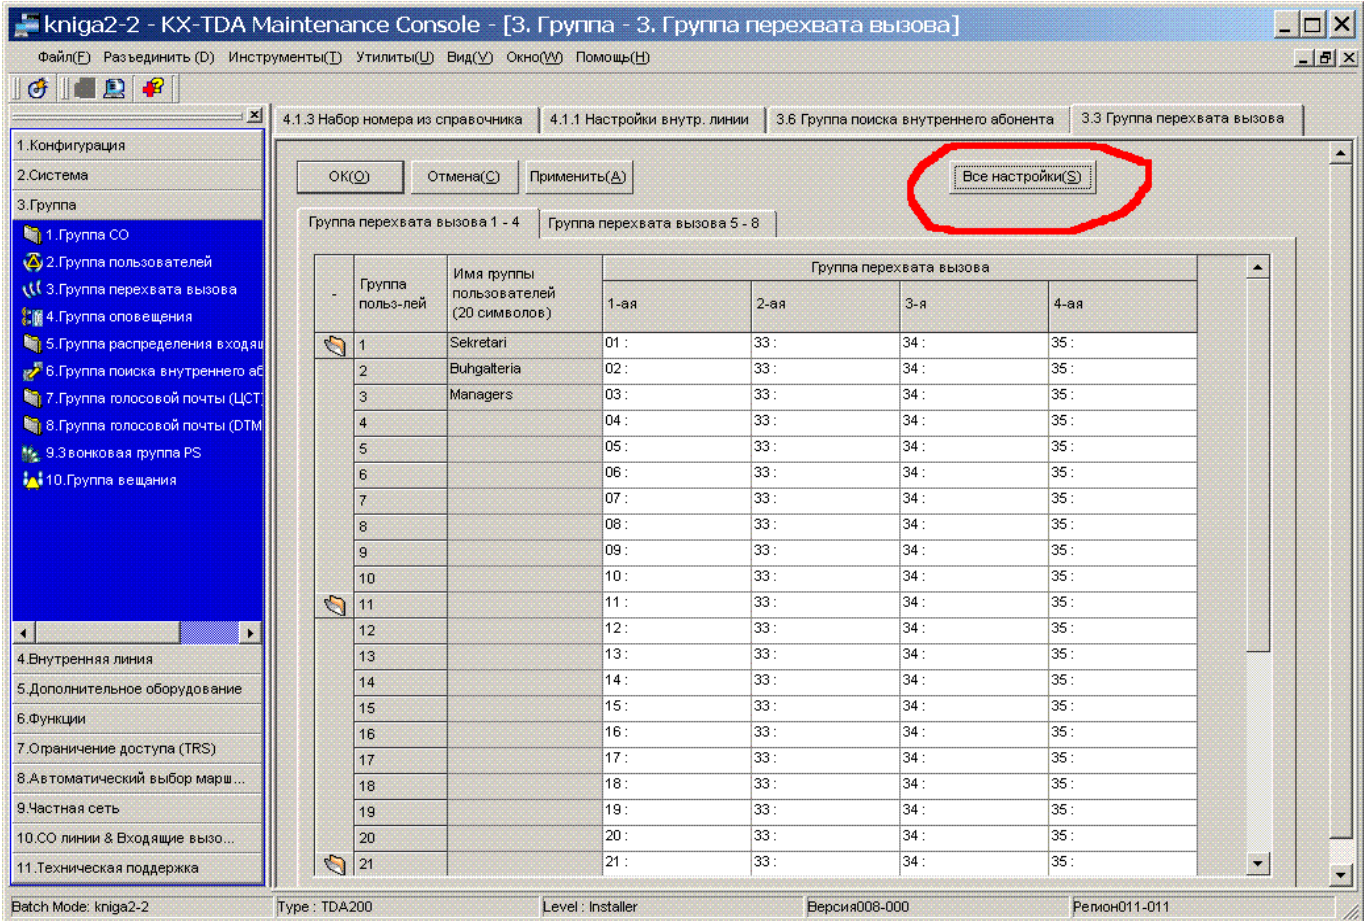 kniga2-2 - KX-TDA Maintenance Console - [3. Группа - 3. Группа перехвата вызова]
Файл(F) Разъединить (D) Инструменты(T) Утилиты(U) Вид(V) Окно(W) Помощь(H)
4.1.3 Набор номера из справочника 4.1.1 Настройки внутр. линии 3.6 Группа поиска внутреннего абонента 3.3 Группа перехвата вызова
1.Конфигурация
2.Система
3.Группа
1.Группа CO
2.Группа пользователей
3.Группа перехвата вызова
4.Группа оповещения
5.Группа распределения входящ
6.Группа поиска внутреннего аб
7.Группа голосовой почты (ЦСТ)
8.Группа голосовой почты (DTM
9.Звонковая группа PS
10.Группа вещания
4.Внутренняя линия
5.Дополнительное оборудование
6.Функции
7.Ограничение доступа (TRS)
8.Автоматический выбор марш...
9.Частная сеть
10.CO линии & Входящие вызо...
11.Техническая поддержка
OK(O) Отмена(C) Применить(A) Все настройки(S)
Группа перехвата вызова 1 - 4 Группа перехвата вызова 5 - 8
- Группа польз-лей Имя группы пользователей (20 символов) Группа перехвата вызова
1-ая 2-ая 3-я 4-ая
1 Sekretari 01 : 33 : 34 : 35 :
2 Buhgalteria 02 : 33 : 34 : 35 :
3 Managers 03 : 33 : 34 : 35 :
4 04 : 33 : 34 : 35 :
5 05 : 33 : 34 : 35 :
6 06 : 33 : 34 : 35 :
7 07 : 33 : 34 : 35 :
8 08 : 33 : 34 : 35 :
9 09 : 33 : 34 : 35 :
10 10 : 33 : 34 : 35 :
11 11 : 33 : 34 : 35 :
12 12 : 33 : 34 : 35 :
13 13 : 33 : 34 : 35 :
14 14 : 33 : 34 : 35 :
15 15 : 33 : 34 : 35 :
16 16 : 33 : 34 : 35 :
17 17 : 33 : 34 : 35 :
18 18 : 33 : 34 : 35 :
19 19 : 33 : 34 : 35 :
20 20 : 33 : 34 : 35 :
21 21 : 33 : 34 : 35 :
Batch Mode: kniga2-2 Type : TDA200 Level : Installer Версия008-000 Регион011-011